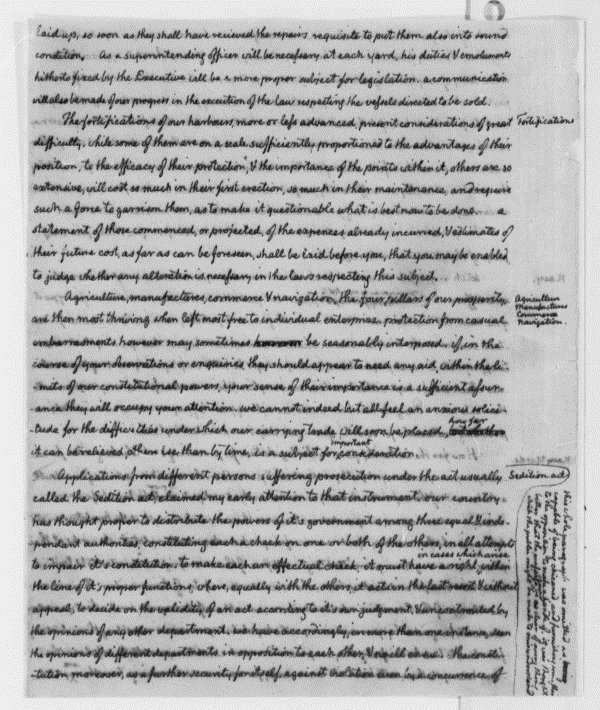 laid up, so soon as they shall have recieved the repairs requisite to put them also into sound
condition. As a superintending officer will be necessary at each yard, his duties & emoluments
hitherto fixed by the Executive will be a more proper subject for legislation. a communication
will also be made of our progress in the execution of the law respecting the vessels directed to be sold.
The fortifications of our harbours, more or less advanced, present considerations of great
Fortifications
difficulty. while some of them are on a scale sufficiently proportioned to the advantages of their
position, to the efficacy of their protection, & the importance of the points within it, others are so
extensive, will cost so much in their first erection, so much in their maintenance, and require
such a force to garrison them, as to make it questionable what is best now to be done. a
statement of those commenced, or projected, of the expences already incurred, & estimates of
their future cost, as far as can be foreseen, shall be laid before you, that you may be enabled
to judge whether any alteration is necessary in the laws respecting this subject.
Agriculture, manufactures, commerce & navigation, the four pillars of our prosperity,
Agriculture
Manufactures
Commerce
navigation.
are then most thriving when left most free to individual enterprise. protection from casual
embarrasments however may sometimes be seasonably interposed. if, in the
course of your observations or enquiries, they should appear to need any aid, within the li-
mits of our constitutional powers, your sense of their importance is a sufficient assur-
ance they will occupy your attention. we cannot indeed but all feel an anxious solici-
tude for the difficulties under which our carrying trade will soon be placed.
how far
it can be relieved, otherwise than by time, is a subject for important consideration.
Applications from different persons suffering prosecution under the act usually
Sedition act
called the Sedition act, claimed my early attention to that instrument. our country
has thought proper to distribute the powers of it's government among three equal & inde-
pendent authorities, constituting each a check on one or both of the others, in all attempts
to impair it's constitution. to make each an effectual check, it must have a right in cases which arise within
the line of it's proper functions, where, equally with the others, it acts in the last resort & without
appeal, to decide on the validity of an act according to it's own judgment, & uncontrouled by
the opinions of any other department. we have accordingly, in more than one instance, seen
the opinions of different departments in opposition to each other, & no ill ensue. the consti-
tution moreover, as a further security for itself, against violation even by a concurrence of
this whole paragraph was omitted as